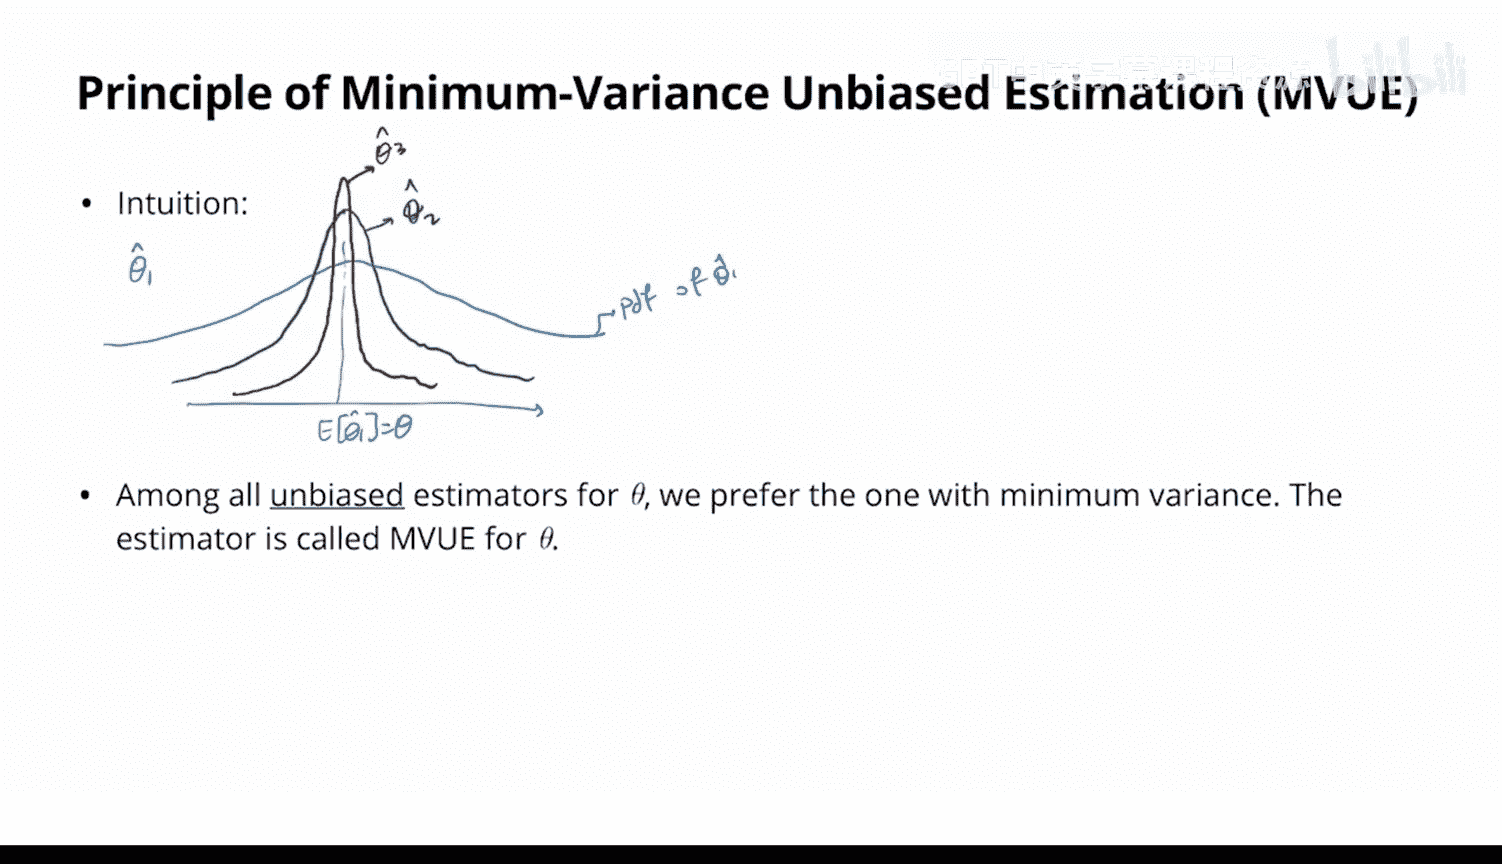 Principle of Minimum-Variance Unbiased Estimation (MVUE)
bilibili
θ̂3
• Intuition:
θ̂2
θ̂1
pdf of θ̂1
E[θ̂1]=θ
• Among all unbiased estimators for θ, we prefer the one with minimum variance. The
estimator is called MVUE for θ.